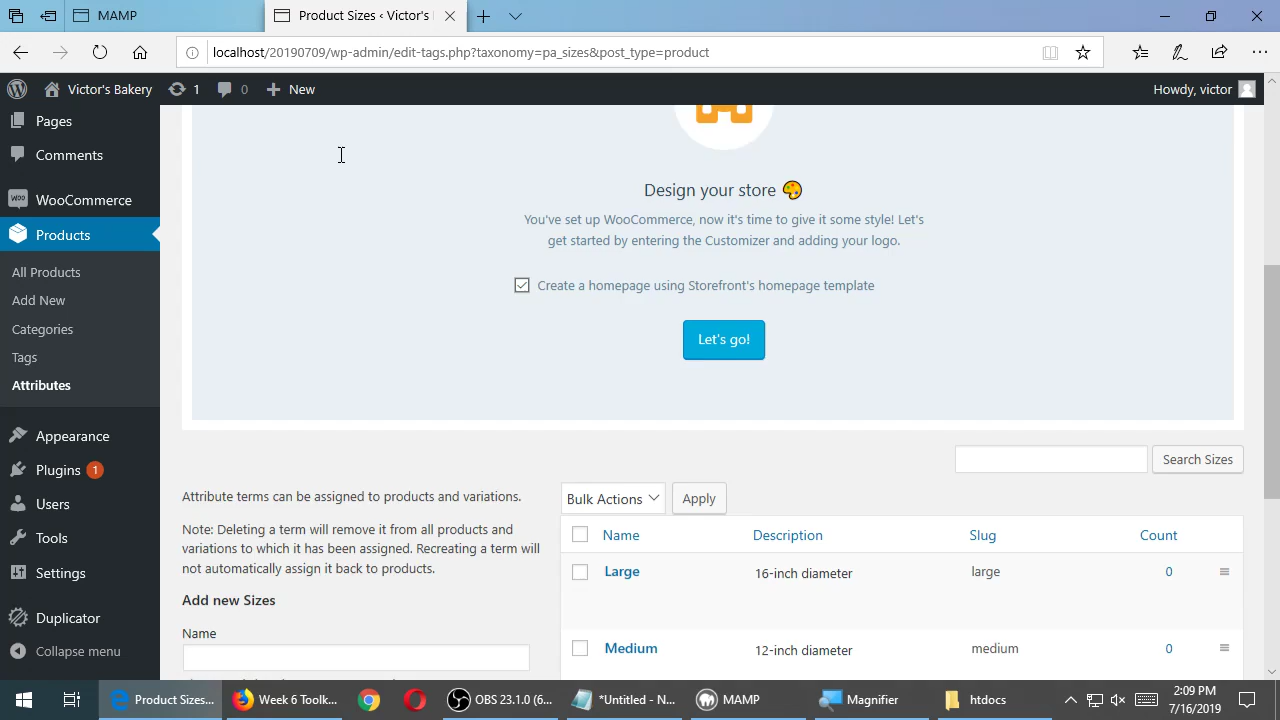 MAMP
Product Sizes ‹ Victor's
localhost/20190709/wp-admin/edit-tags.php?taxonomy=pa_sizes&post_type=product
Victor's Bakery
1
0
New
Howdy, victor
Pages
Comments
WooCommerce
Products
All Products
Add New
Categories
Tags
Attributes
Appearance
Plugins 1
Users
Tools
Settings
Duplicator
Collapse menu
Design your store
You've set up WooCommerce, now it's time to give it some style! Let's
get started by entering the Customizer and adding your logo.
Create a homepage using Storefront's homepage template
Let's go!
Search Sizes
Attribute terms can be assigned to products and variations.
Note: Deleting a term will remove it from all products and
variations to which it has been assigned. Recreating a term will
not automatically assign it back to products.
Add new Sizes
Name
Bulk Actions
Apply
Name Description Slug Count
Large 16-inch diameter large 0
Medium 12-inch diameter medium 0
Product Sizes...
Week 6 Toolk...
OBS 23.1.0 (6...
*Untitled - N...
MAMP
Magnifier
htdocs
2:09 PM
7/16/2019